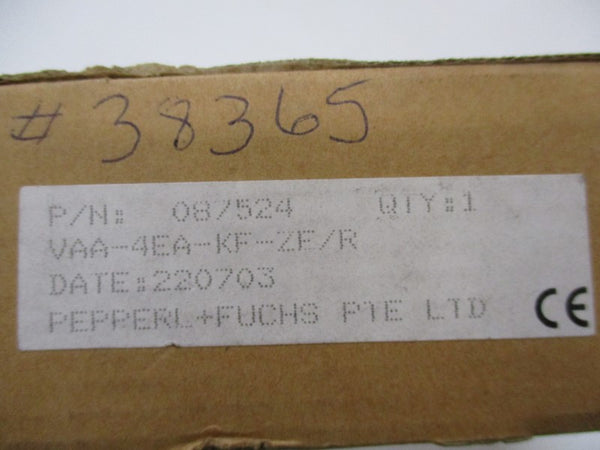 # 38365
P/N: 087524 QTY:1
VAA-4EA-KF-ZE/R
DATE:220703
PEPPERL+FUCHS PTE LTD CE